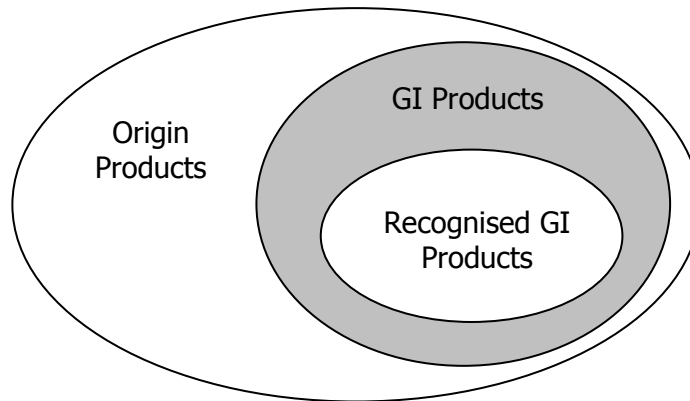 GI Products
Origin
Products
Recognised GI
Products